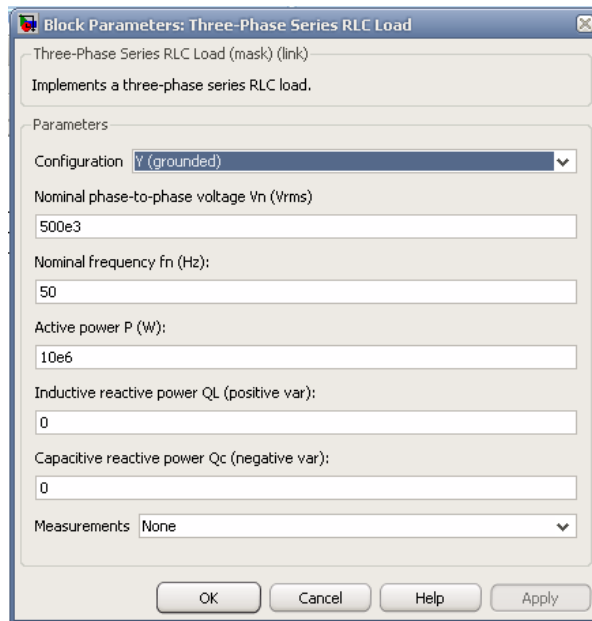 Block Parameters: Three-Phase Series RLC Load
Three-Phase Series RLC Load (mask) (link)
Implements a three-phase series RLC load.
Parameters
Configuration Y (grounded)
Nominal phase-to-phase voltage Vn (Vrms)
500e3
Nominal frequency fn (Hz):
50
Active power P (W):
10e6
Inductive reactive power QL (positive var):
0
Capacitive reactive power Qc (negative var):
0
Measurements None
OK Cancel Help Apply